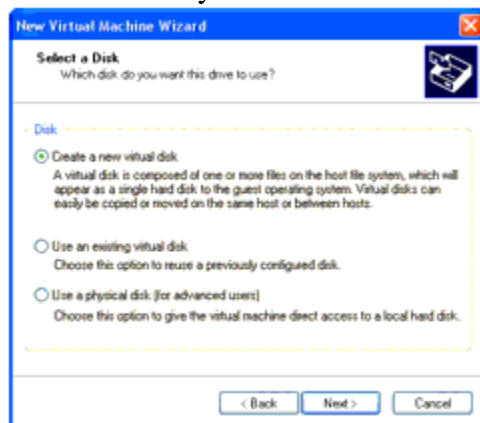 New Virtual Machine Wizard
Select a Disk
Which disk do you want this drive to use?
Disk
Create a new virtual disk
A virtual disk is composed of one or more files on the host file system, which will
appear as a single hard disk to the guest operating system. Virtual disks can
easily be copied or moved on the same host or between hosts.
Use an existing virtual disk
Choose this option to reuse a previously configured disk.
Use a physical disk (for advanced users)
Choose this option to give the virtual machine direct access to a local hard disk.
< Back Next > Cancel